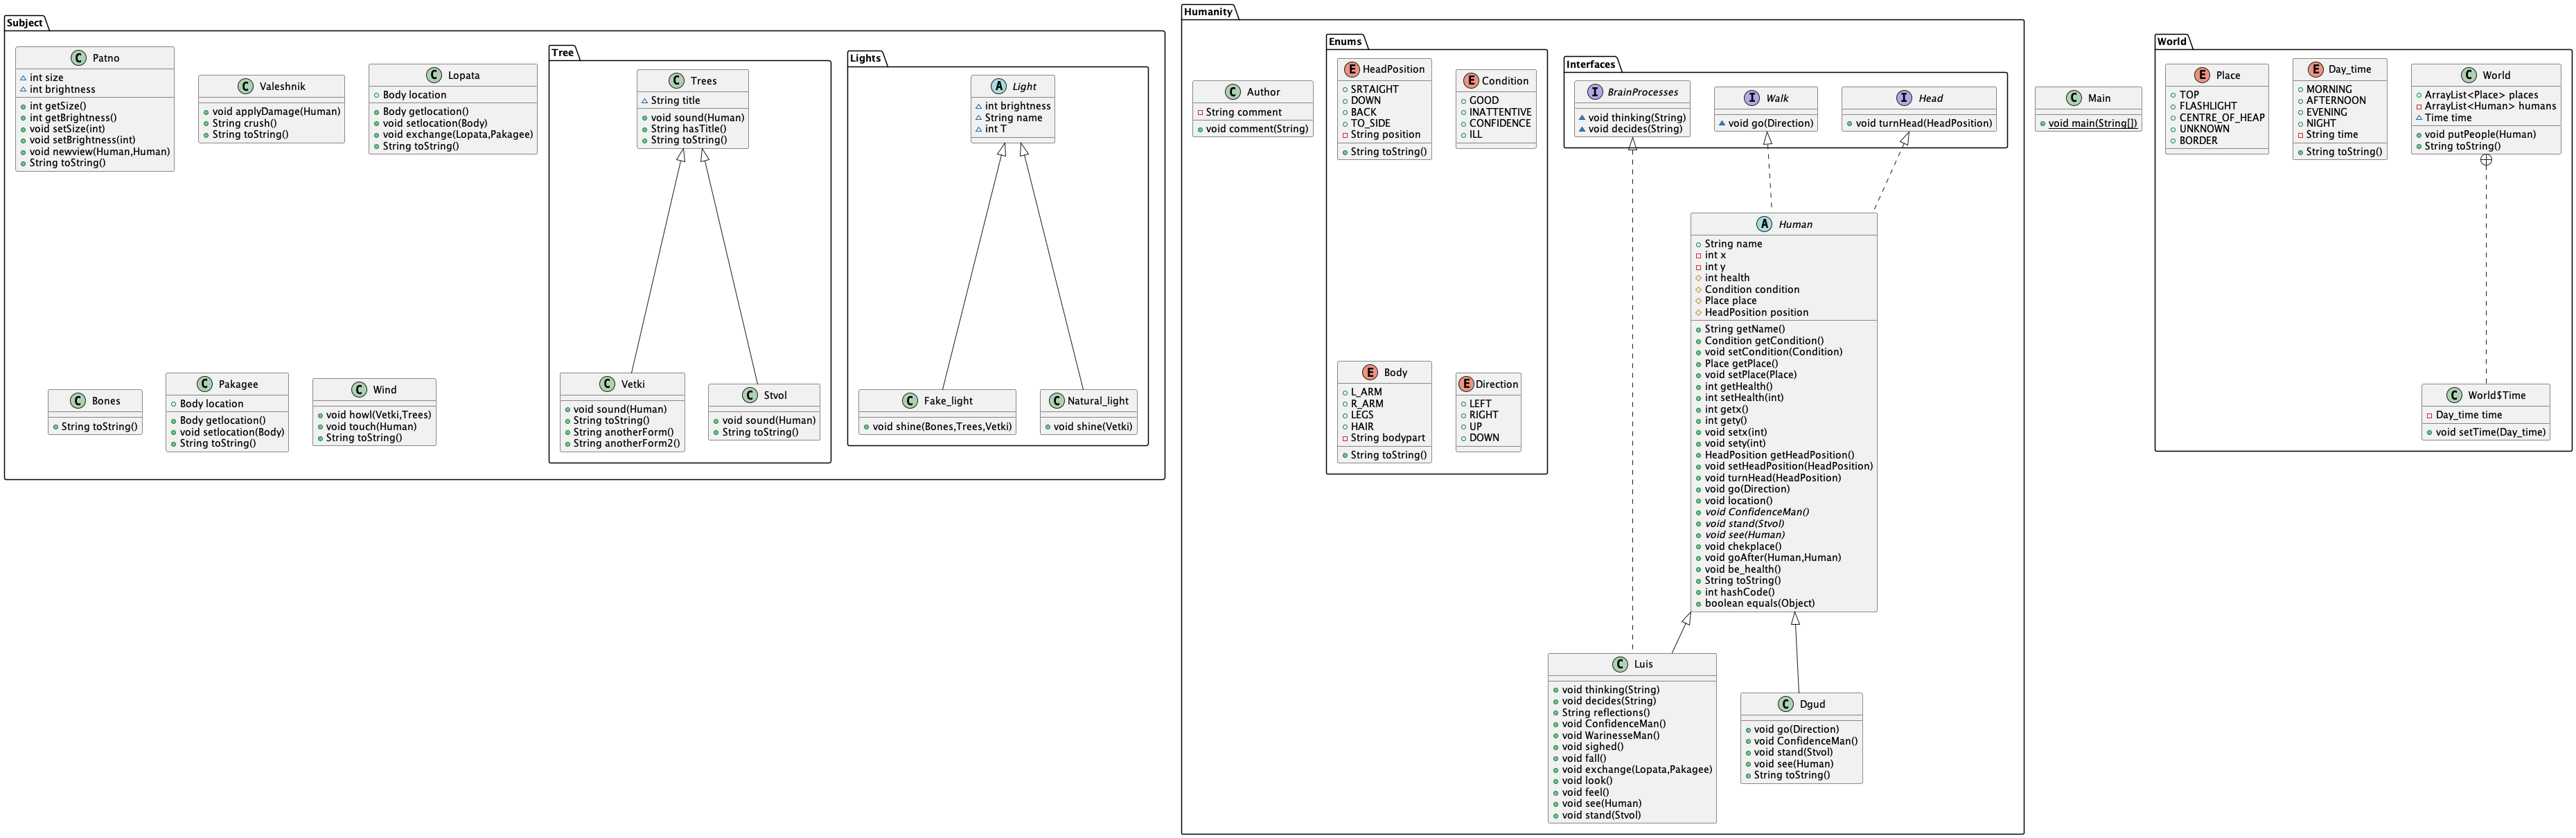 Subject
Patno
int size
int brightness
int getSize()
int getBrightness()
void setSize(int)
void setBrightness(int)
void newview(Human,Human)
String toString()
Valeshnik
void applyDamage(Human)
String crush()
String toString()
Lopata
Body location
Body getlocation()
void setlocation(Body)
void exchange(Lopata,Pakagee)
String toString()
Bones
String toString()
Pakagee
Body location
Body getlocation()
void setlocation(Body)
String toString()
Wind
void howl(Vetki,Trees)
void touch(Human)
String toString()
Tree
Trees
String title
void sound(Human)
String hasTitle()
String toString()
Vetki
void sound(Human)
String toString()
String anotherForm()
String anotherForm2()
Stvol
void sound(Human)
String toString()
Lights
Light
int brightness
String name
int T
Fake_light
void shine(Bones,Trees,Vetki)
Natural_light
void shine(Vetki)
Humanity
Author
String comment
void comment(String)
Enums
HeadPosition
SRTAIGHT
DOWN
BACK
TO_SIDE
String position
String toString()
Condition
GOOD
INATTENTIVE
CONFIDENCE
ILL
Body
L_ARM
R_ARM
LEGS
HAIR
String bodypart
String toString()
Direction
LEFT
RIGHT
UP
DOWN
Interfaces
BrainProcesses
void thinking(String)
void decides(String)
Walk
void go(Direction)
Head
void turnHead(HeadPosition)
Human
String name
int x
int y
int health
Condition condition
Place place
HeadPosition position
String getName()
Condition getCondition()
void setCondition(Condition)
Place getPlace()
void setPlace(Place)
int getHealth()
int setHealth(int)
int getx()
int gety()
void setx(int)
void sety(int)
HeadPosition getHeadPosition()
void setHeadPosition(HeadPosition)
void turnHead(HeadPosition)
void go(Direction)
void location()
void ConfidenceMan()
void stand(Stvol)
void see(Human)
void chekplace()
void goAfter(Human,Human)
void be_health()
String toString()
int hashCode()
boolean equals(Object)
Luis
void thinking(String)
void decides(String)
String reflections()
void ConfidenceMan()
void WarinesseMan()
void sighed()
void fall()
void exchange(Lopata,Pakagee)
void look()
void feel()
void see(Human)
void stand(Stvol)
Dgud
void go(Direction)
void ConfidenceMan()
void stand(Stvol)
void see(Human)
String toString()
Main
void main(String[])
World
Place
TOP
FLASHLIGHT
CENTRE_OF_HEAP
UNKNOWN
BORDER
Day_time
MORNING
AFTERNOON
EVENING
NIGHT
String time
String toString()
World
ArrayList<Place> places
ArrayList<Human> humans
Time time
void putPeople(Human)
String toString()
World$Time
Day_time time
void setTime(Day_time)